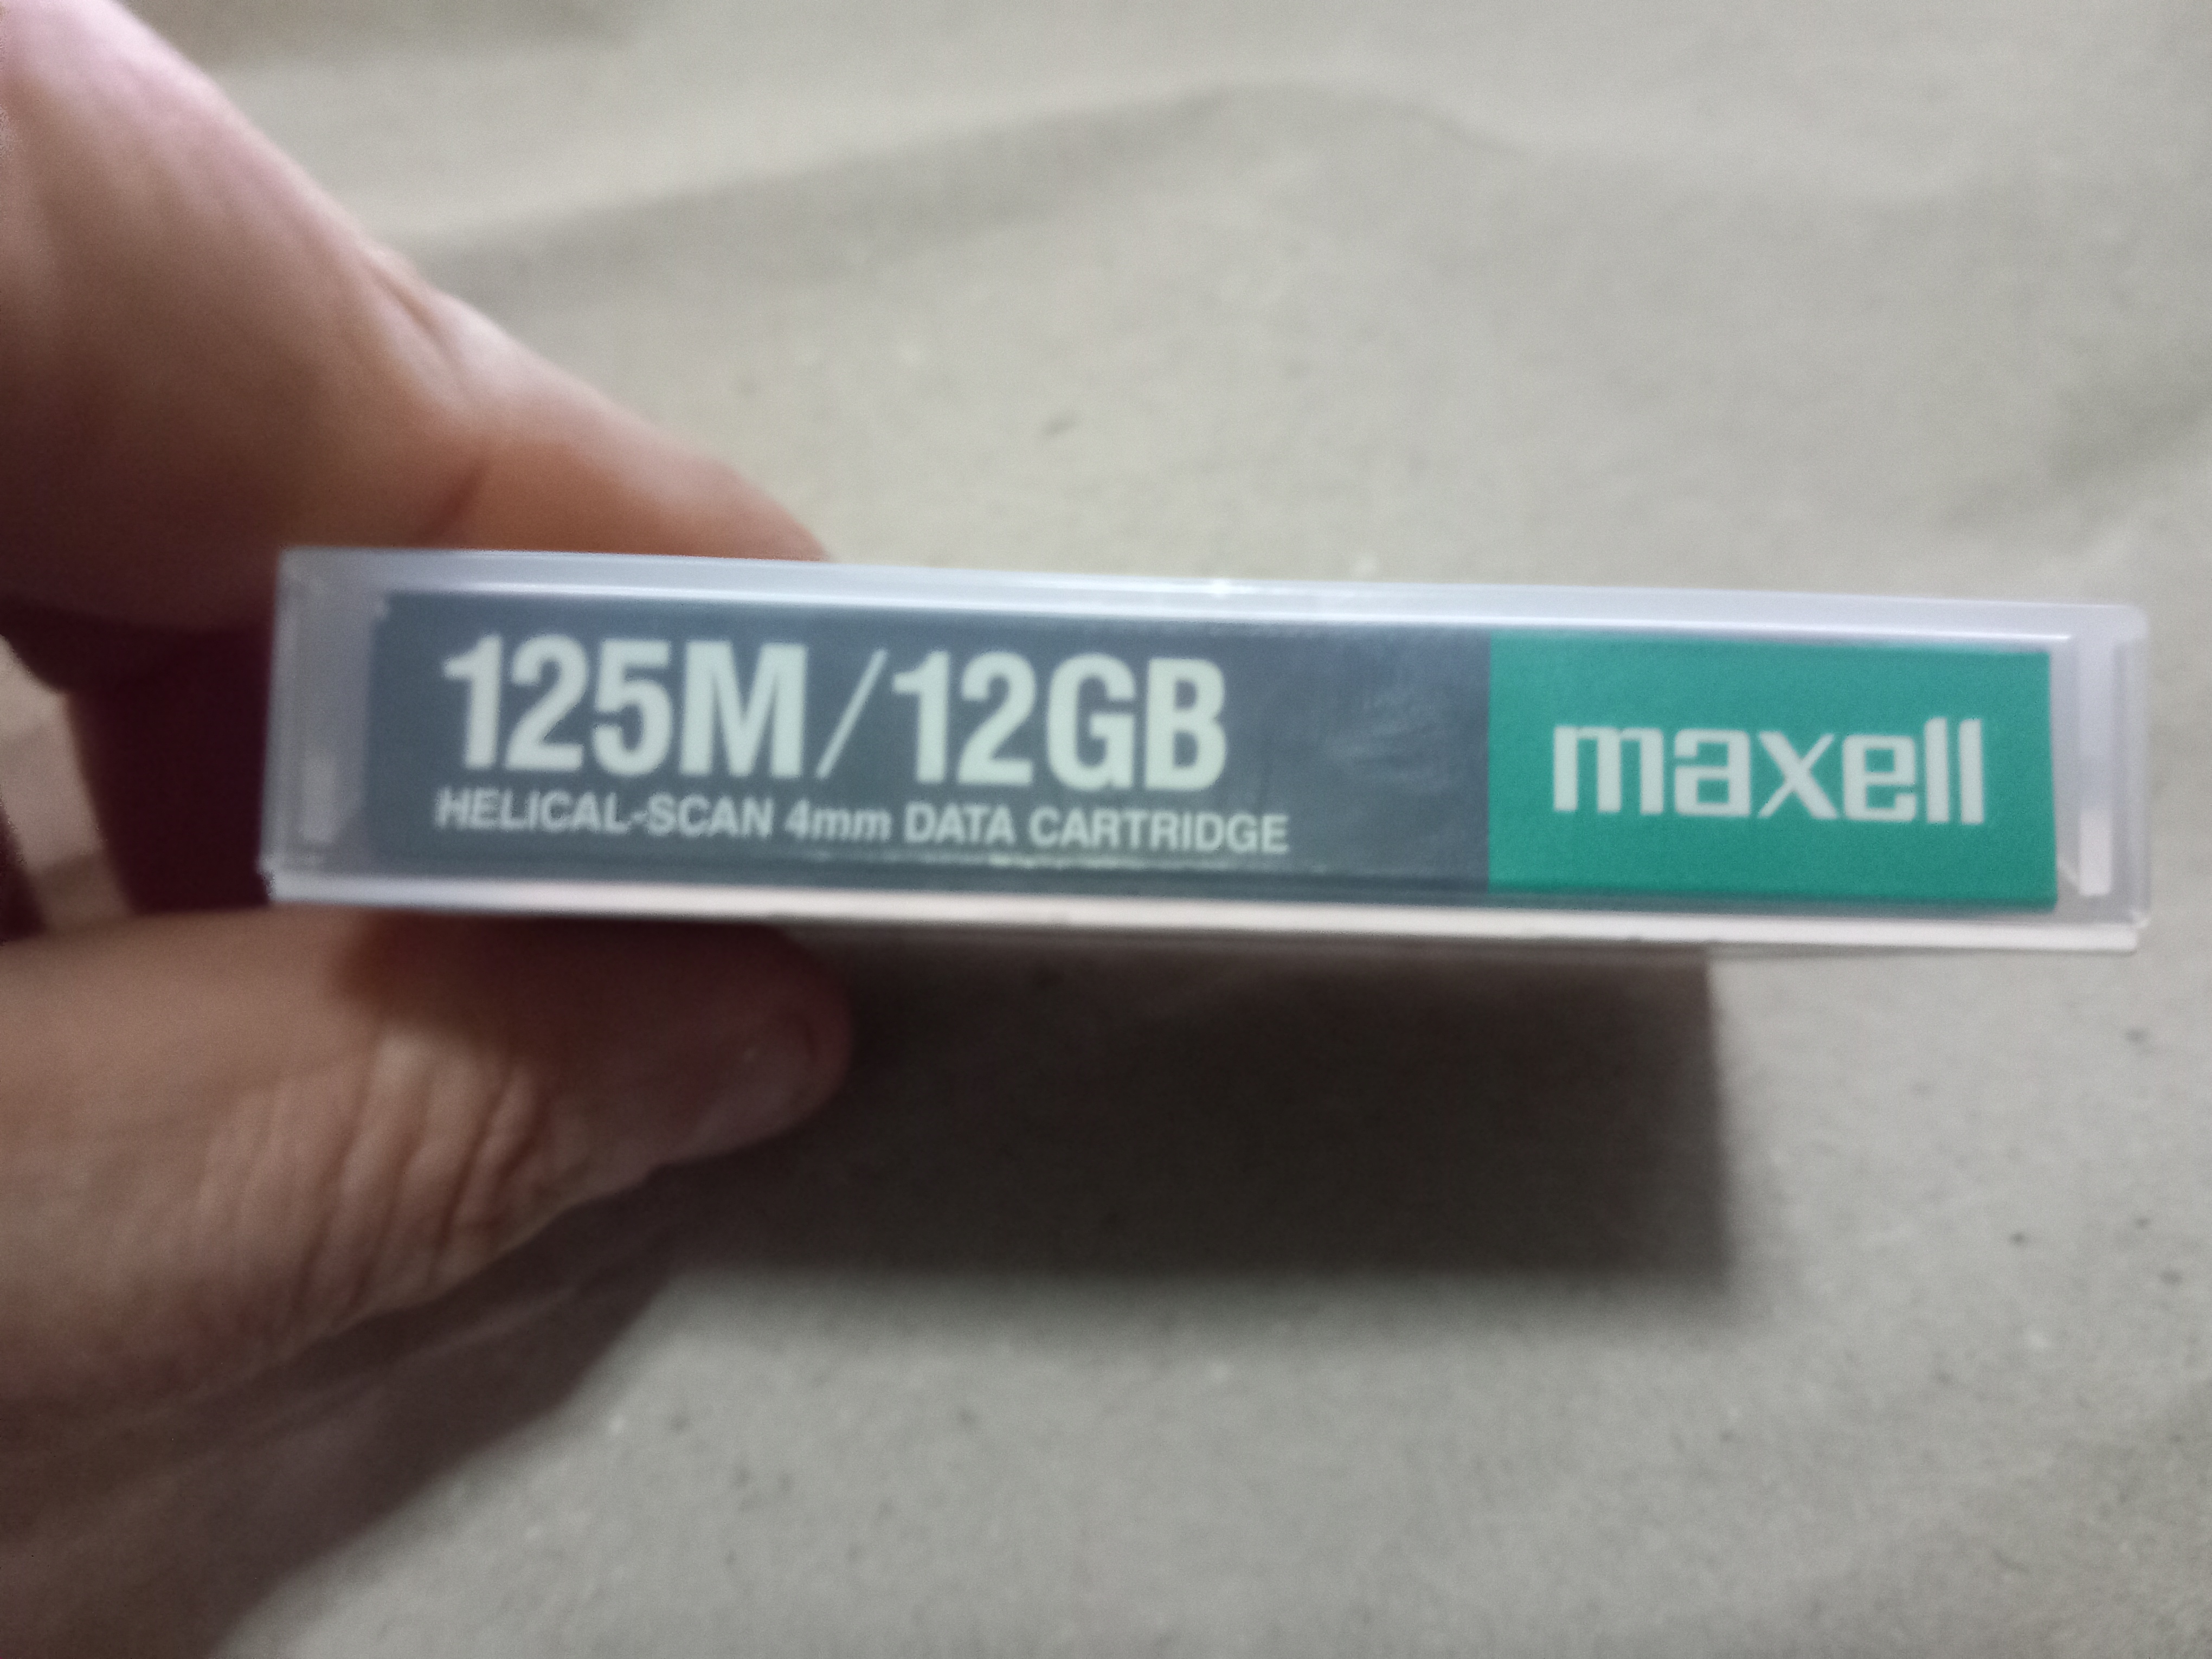 125M/12GB
HELICAL-SCAN 4mm DATA CARTRIDGE
maxell